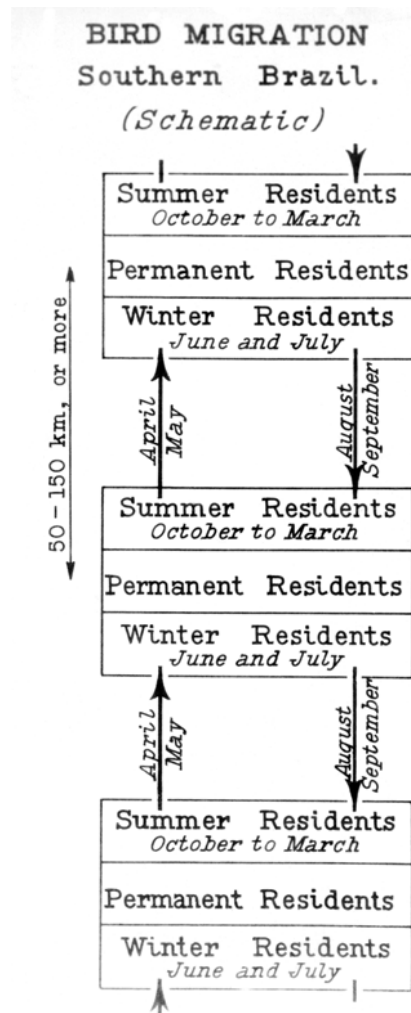 BIRD MIGRATION
Southern Brazil.
(Schematic)
Summer Residents
October to March
Permanent Residents
Winter Residents
June and July
50-150 km, or more
April
May
August
September
Summer Residents
October to March
Permanent Residents
Winter Residents
June and July
April
May
August
September
Summer Residents
October to March
Permanent Residents
Winter Residents
June and July